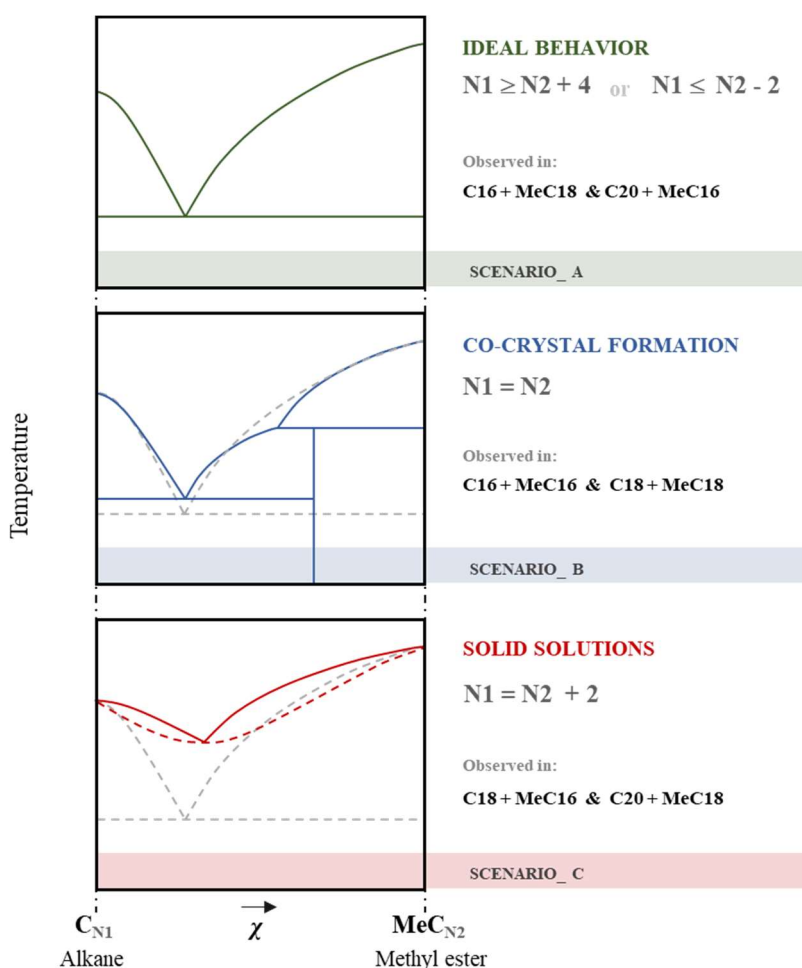 IDEAL BEHAVIOR
N1 ≥ N2 + 4 or N1 ≤ N2 - 2
Observed in:
C16 + MeC18 & C20 + MeC16
SCENARIO_ A
CO-CRYSTAL FORMATION
N1 = N2
Observed in:
C16 + MeC16 & C18 + MeC18
SCENARIO_ B
Temperature
SOLID SOLUTIONS
N1 = N2 + 2
Observed in:
C18 + MeC16 & C20 + MeC18
SCENARIO_ C
C_N1 → χ MeC_N2
Alkane Methyl ester